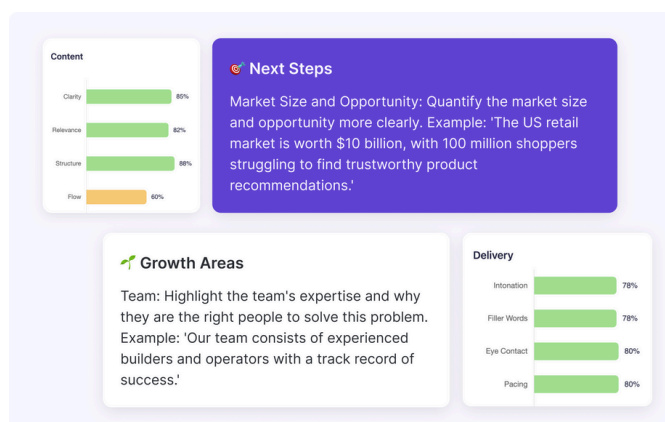 Content
Clarity 85%
Relevance 82%
Structure 88%
Flow 60%
🎯 Next Steps
Market Size and Opportunity: Quantify the market size
and opportunity more clearly. Example: 'The US retail
market is worth $10 billion, with 100 million shoppers
struggling to find trustworthy product
recommendations.'
🌱 Growth Areas
Team: Highlight the team's expertise and why
they are the right people to solve this problem.
Example: 'Our team consists of experienced
builders and operators with a track record of
success.'
Delivery
Intonation 78%
Filler Words 78%
Eye Contact 80%
Pacing 80%